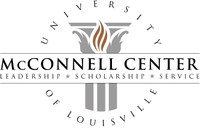 UNIVERSITY
McCONNELL CENTER
LEADERSHIP • SCHOLARSHIP • SERVICE
OF LOUISVILLE